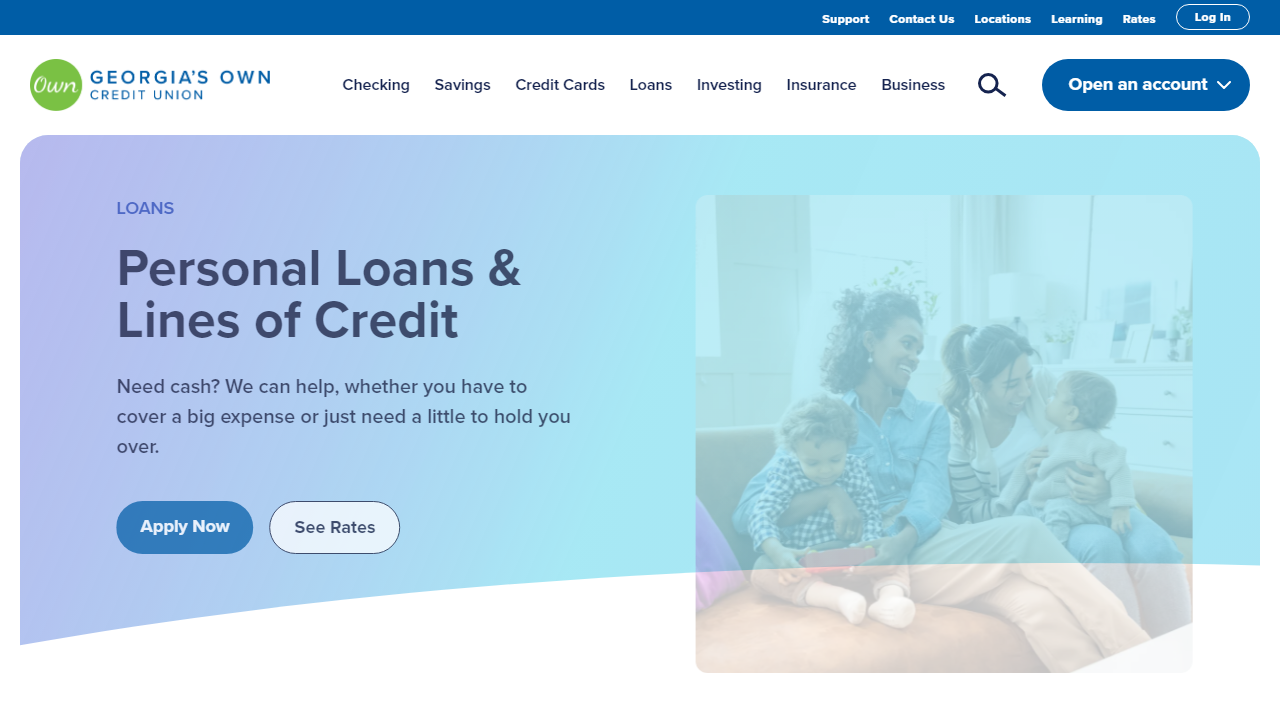 Support Contact Us Locations Learning Rates Log In
Own GEORGIA'S OWN
CREDIT UNION
Checking Savings Credit Cards Loans Investing Insurance Business Open an account
LOANS
Personal Loans &
Lines of Credit
Need cash? We can help, whether you have to
cover a big expense or just need a little to hold you
over.
Apply Now See Rates